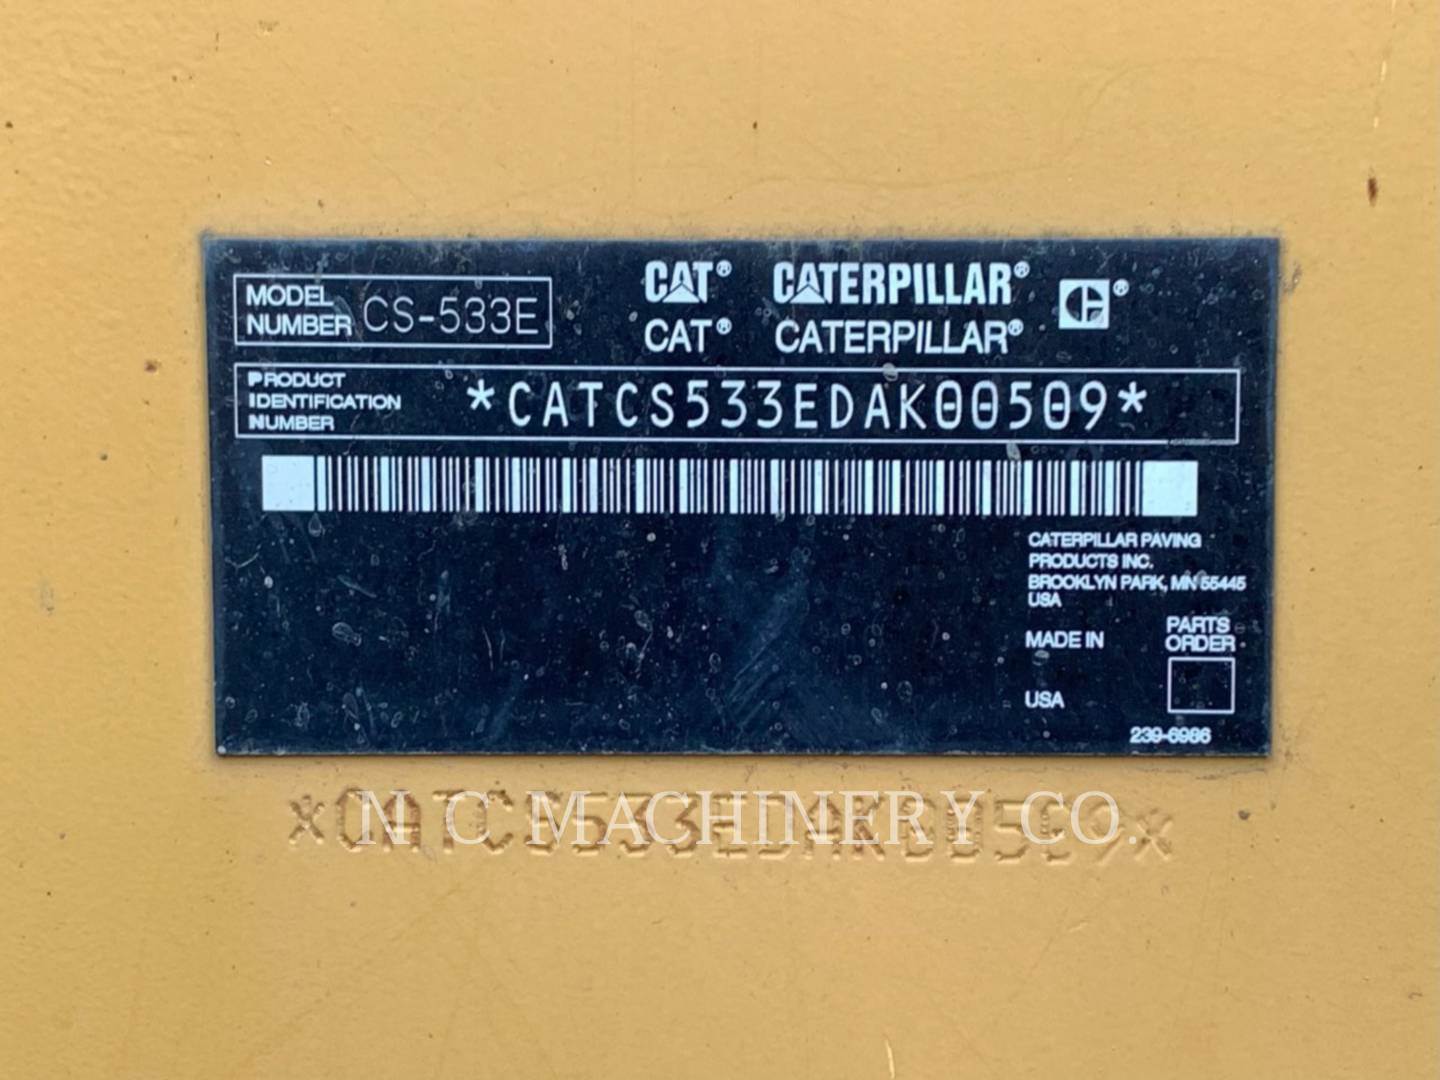 MODEL
NUMBER CS-533E
CAT® CATERPILLAR® ®
CAT® CATERPILLAR®
PRODUCT
IDENTIFICATION
NUMBER
*CATCS533EDAK00509*
CATERPILLAR PAVING
PRODUCTS INC.
BROOKLYN PARK, MN 55445
USA
MADE IN
USA
PARTS
ORDER
239-6986
*CATCS533EDAK00509*
N C MACHINERY CO.